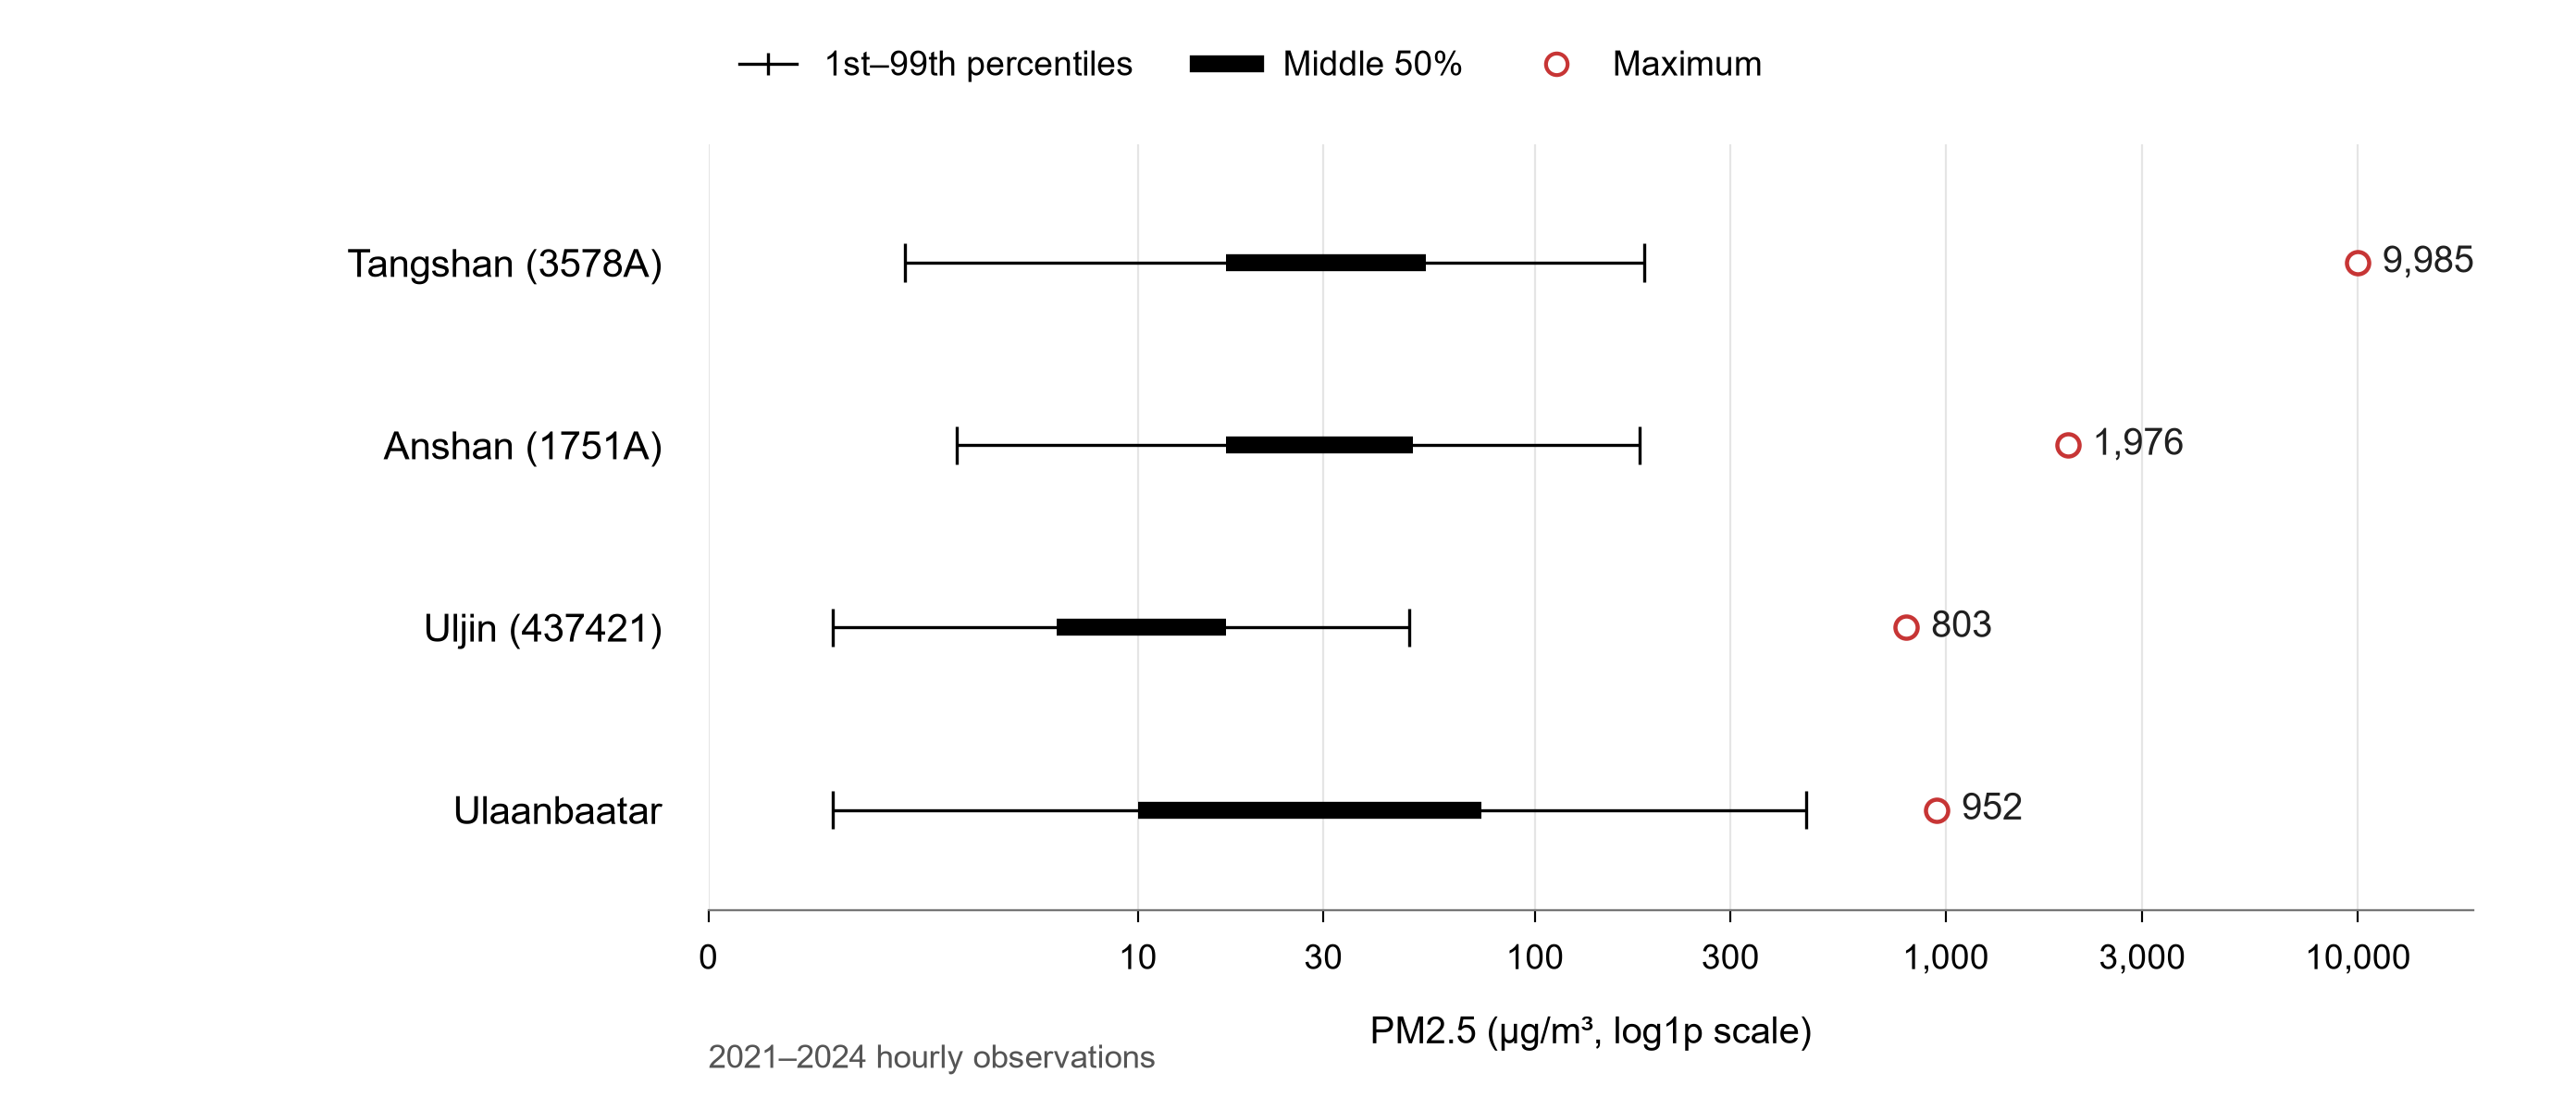 1st–99th percentiles Middle 50% Maximum
Tangshan (3578A) 9,985
Anshan (1751A) 1,976
Uljin (437421) 803
Ulaanbaatar 952
0 10 30 100 300 1,000 3,000 10,000
PM2.5 (µg/m³, log1p scale)
2021–2024 hourly observations